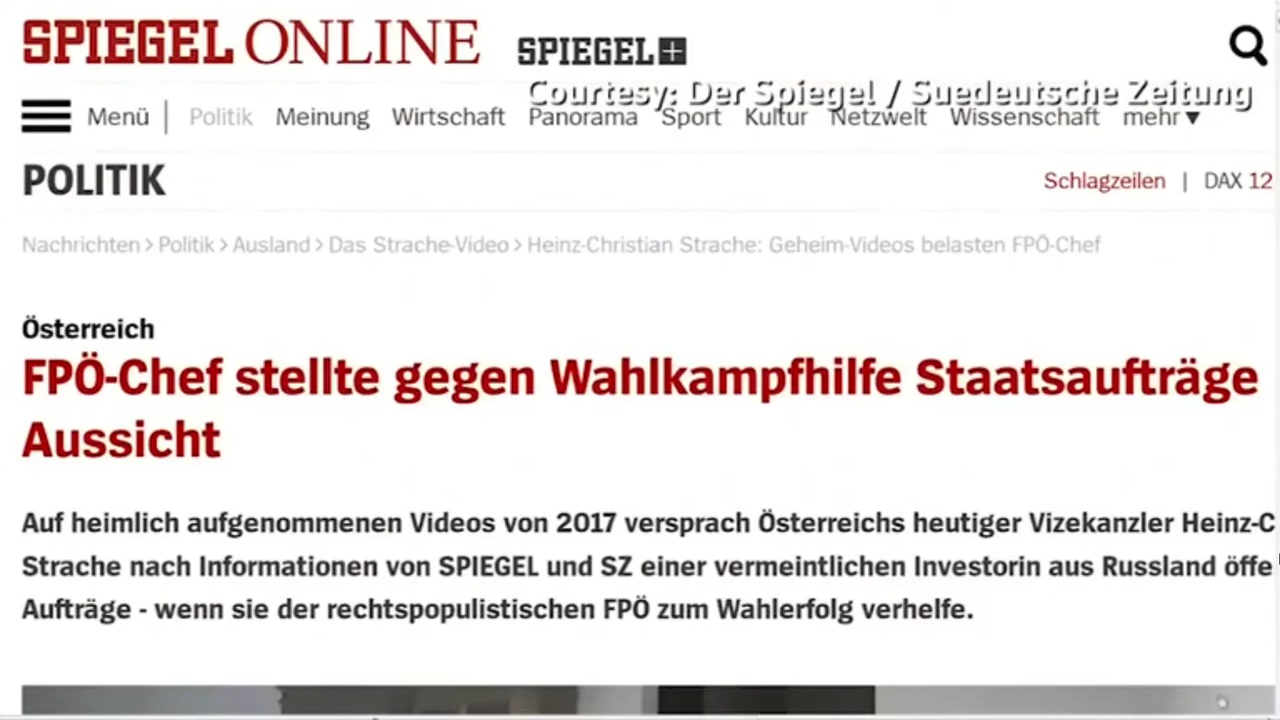 SPIEGEL ONLINE SPIEGEL+
Courtesy: Der Spiegel / Suedeutsche Zeitung
Menü | Politik Meinung Wirtschaft Panorama Sport Kultur Netzwelt Wissenschaft mehr▼
POLITIK
Schlagzeilen | DAX 12
Nachrichten > Politik > Ausland > Das Strache-Video > Heinz-Christian Strache: Geheim-Videos belasten FPÖ-Chef
Österreich
FPÖ-Chef stellte gegen Wahlkampfhilfe Staatsaufträge
Aussicht
Auf heimlich aufgenommenen Videos von 2017 versprach Österreichs heutiger Vizekanzler Heinz-C
Strache nach Informationen von SPIEGEL und SZ einer vermeintlichen Investorin aus Russland öffe
Aufträge - wenn sie der rechtspopulistischen FPÖ zum Wahlerfolg verhelfe.